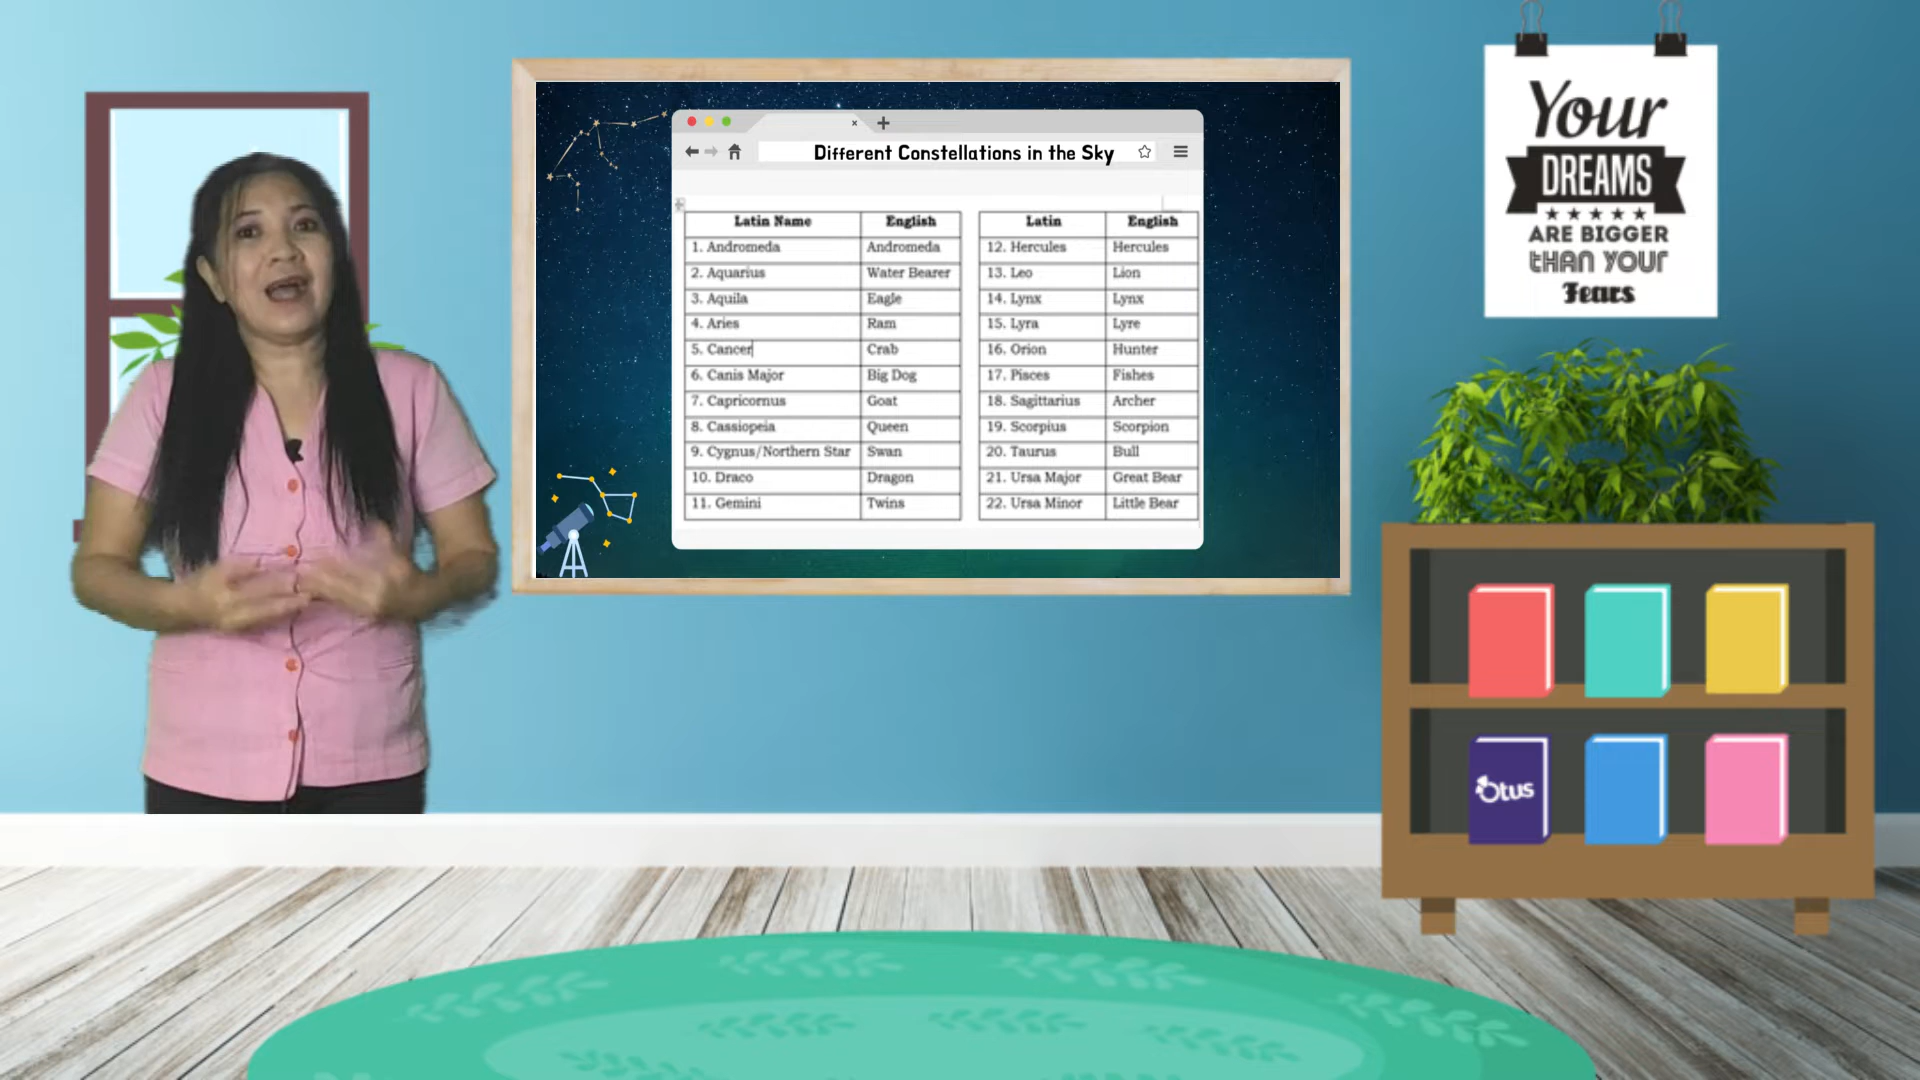 Different Constellations in the Sky
Latin Name English
1. Andromeda Andromeda
2. Aquarius Water Bearer
3. Aquila Eagle
4. Aries Ram
5. Cancer Crab
6. Canis Major Big Dog
7. Capricornus Goat
8. Cassiopeia Queen
9. Cygnus/Northern Star Swan
10. Draco Dragon
11. Gemini Twins
Latin English
12. Hercules Hercules
13. Leo Lion
14. Lynx Lynx
15. Lyra Lyre
16. Orion Hunter
17. Pisces Fishes
18. Sagittarius Archer
19. Scorpius Scorpion
20. Taurus Bull
21. Ursa Major Great Bear
22. Ursa Minor Little Bear
Your
DREAMS
ARE BIGGER
THAN YOUR
Fears
Otus